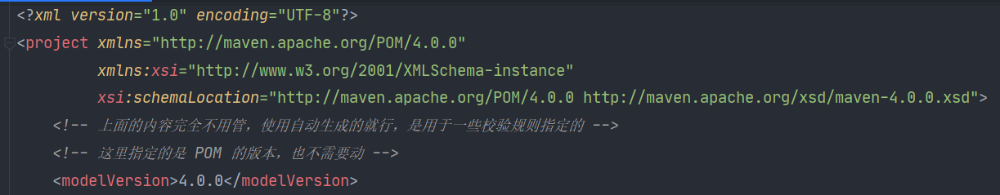 <?xml version="1.0" encoding="UTF-8"?>
<project xmlns="http://maven.apache.org/POM/4.0.0"
xmlns:xsi="http://www.w3.org/2001/XMLSchema-instance"
xsi:schemaLocation="http://maven.apache.org/POM/4.0.0 http://maven.apache.org/xsd/maven-4.0.0.xsd">
<!-- 上面的内容完全不用管，使用自动生成的就行，是用于一些校验规则指定的 -->
<!-- 这里指定的是 POM 的版本，也不需要动 -->
<modelVersion>4.0.0</modelVersion>